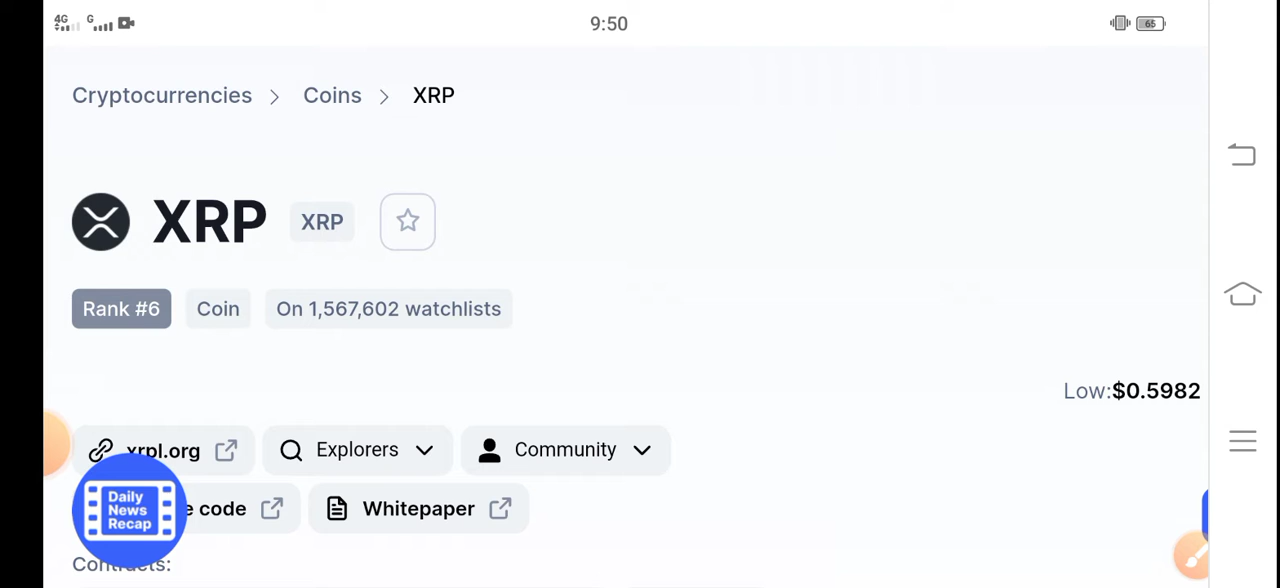 4G G 9:50 65
Cryptocurrencies > Coins > XRP
XRP XRP
Rank #6 Coin On 1,567,602 watchlists
Low:$0.5982
xrpl.org Explorers Community
e code Whitepaper
Daily
News
Recap
Contracts: